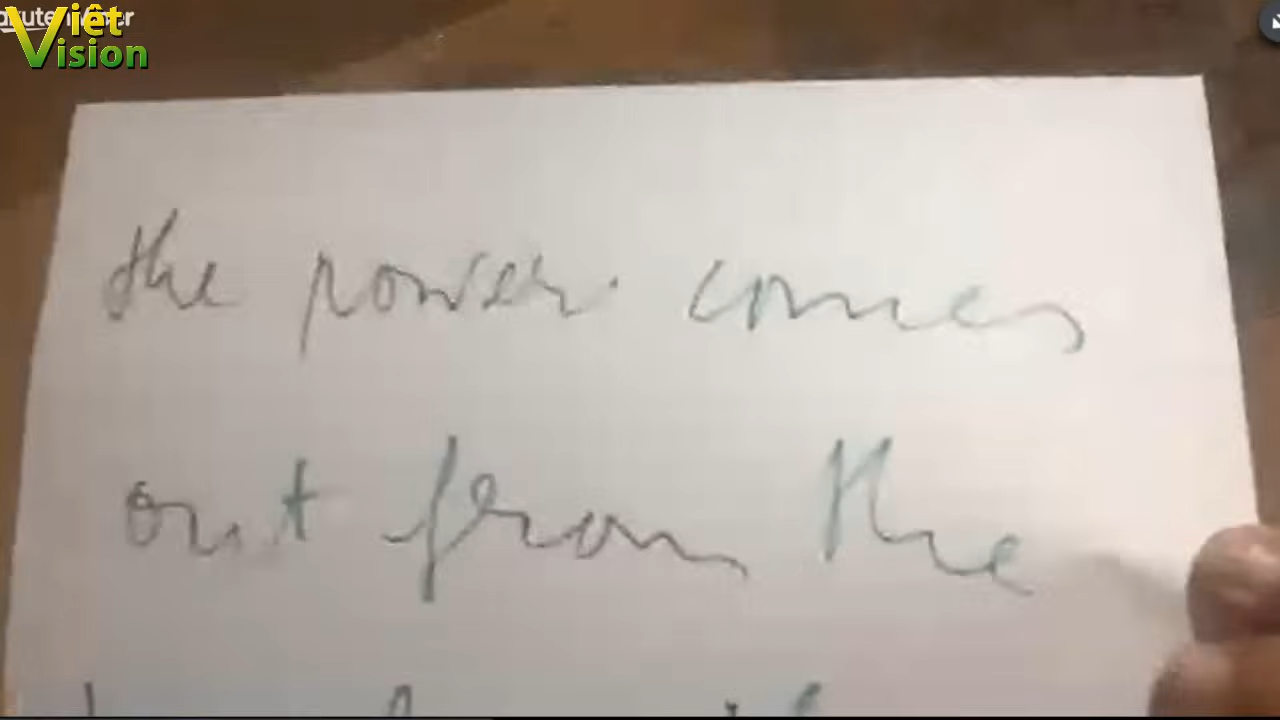 Việt
Vision
the power comes
out from the